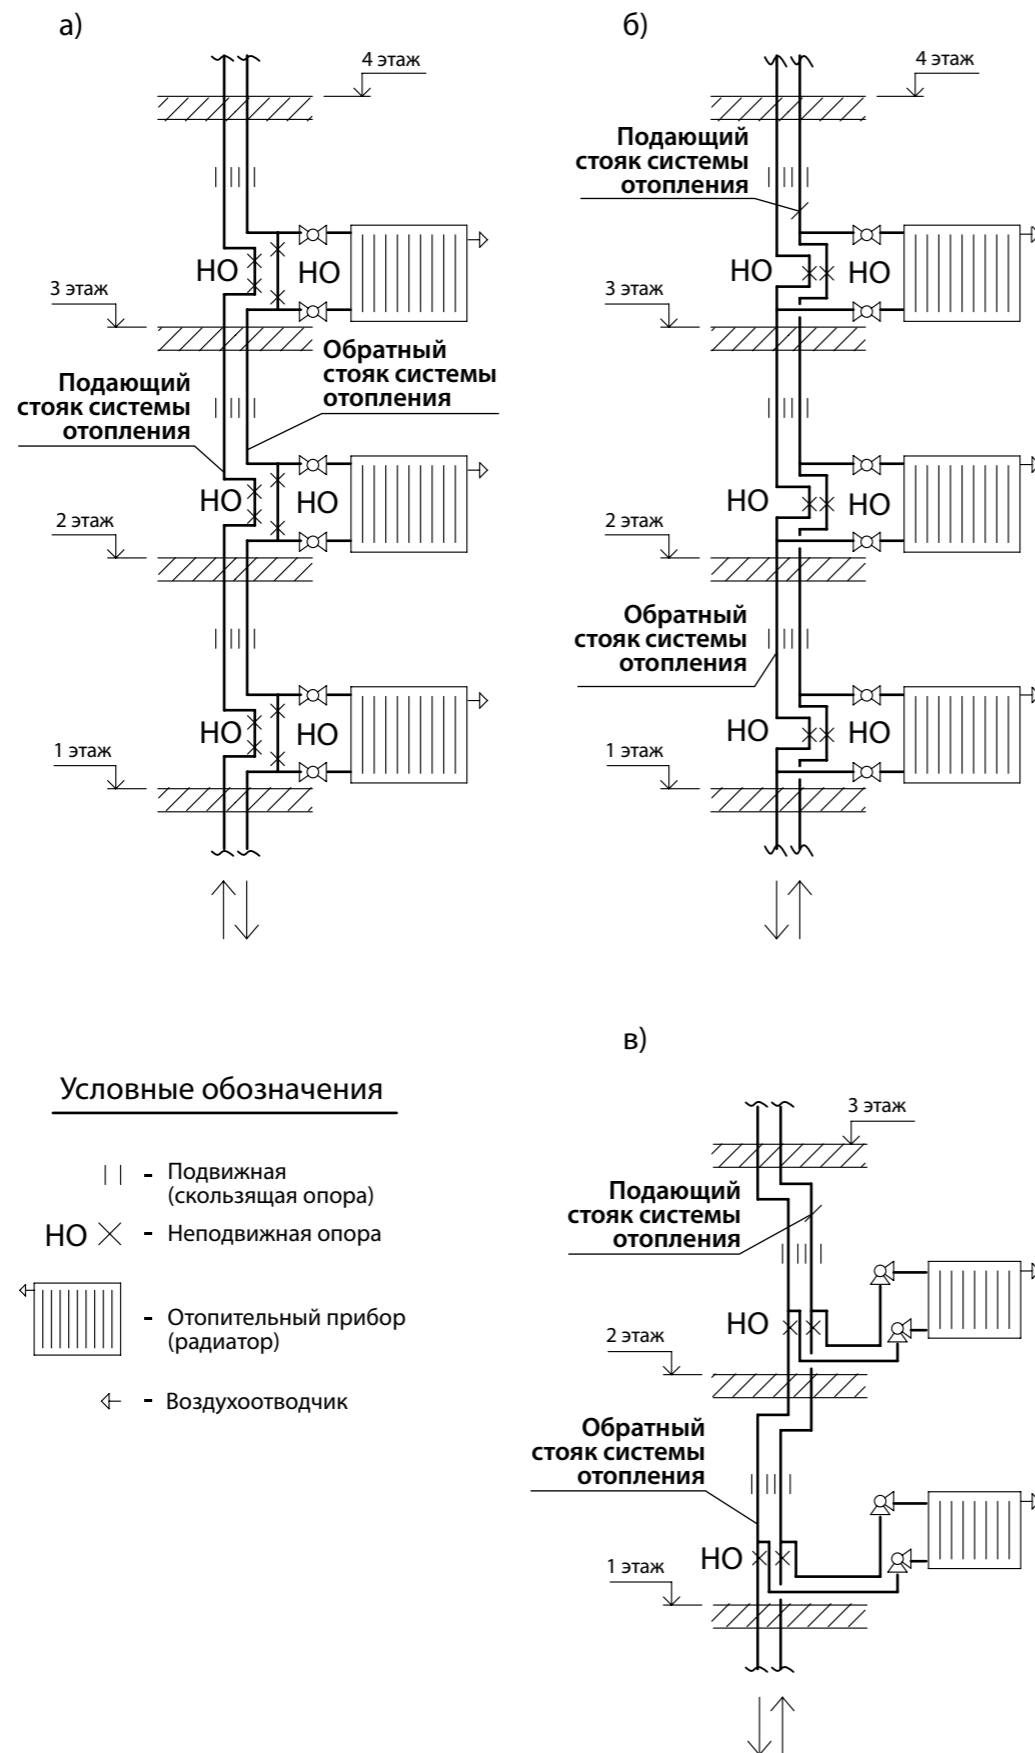 а)
4 этаж
НО
НО
3 этаж
Обратный
стояк системы
отопления
Подающий
стояк системы
отопления
НО
НО
2 этаж
НО
НО
1 этаж
б)
4 этаж
Подающий
стояк системы
отопления
НО
НО
3 этаж
НО
НО
2 этаж
Обратный
стояк системы
отопления
НО
НО
1 этаж
Условные обозначения
- Подвижная
(скользящая опора)
НО - Неподвижная опора
- Отопительный прибор
(радиатор)
- Воздухоотводчик
в)
3 этаж
Подающий
стояк системы
отопления
НО
2 этаж
Обратный
стояк системы
отопления
НО
1 этаж